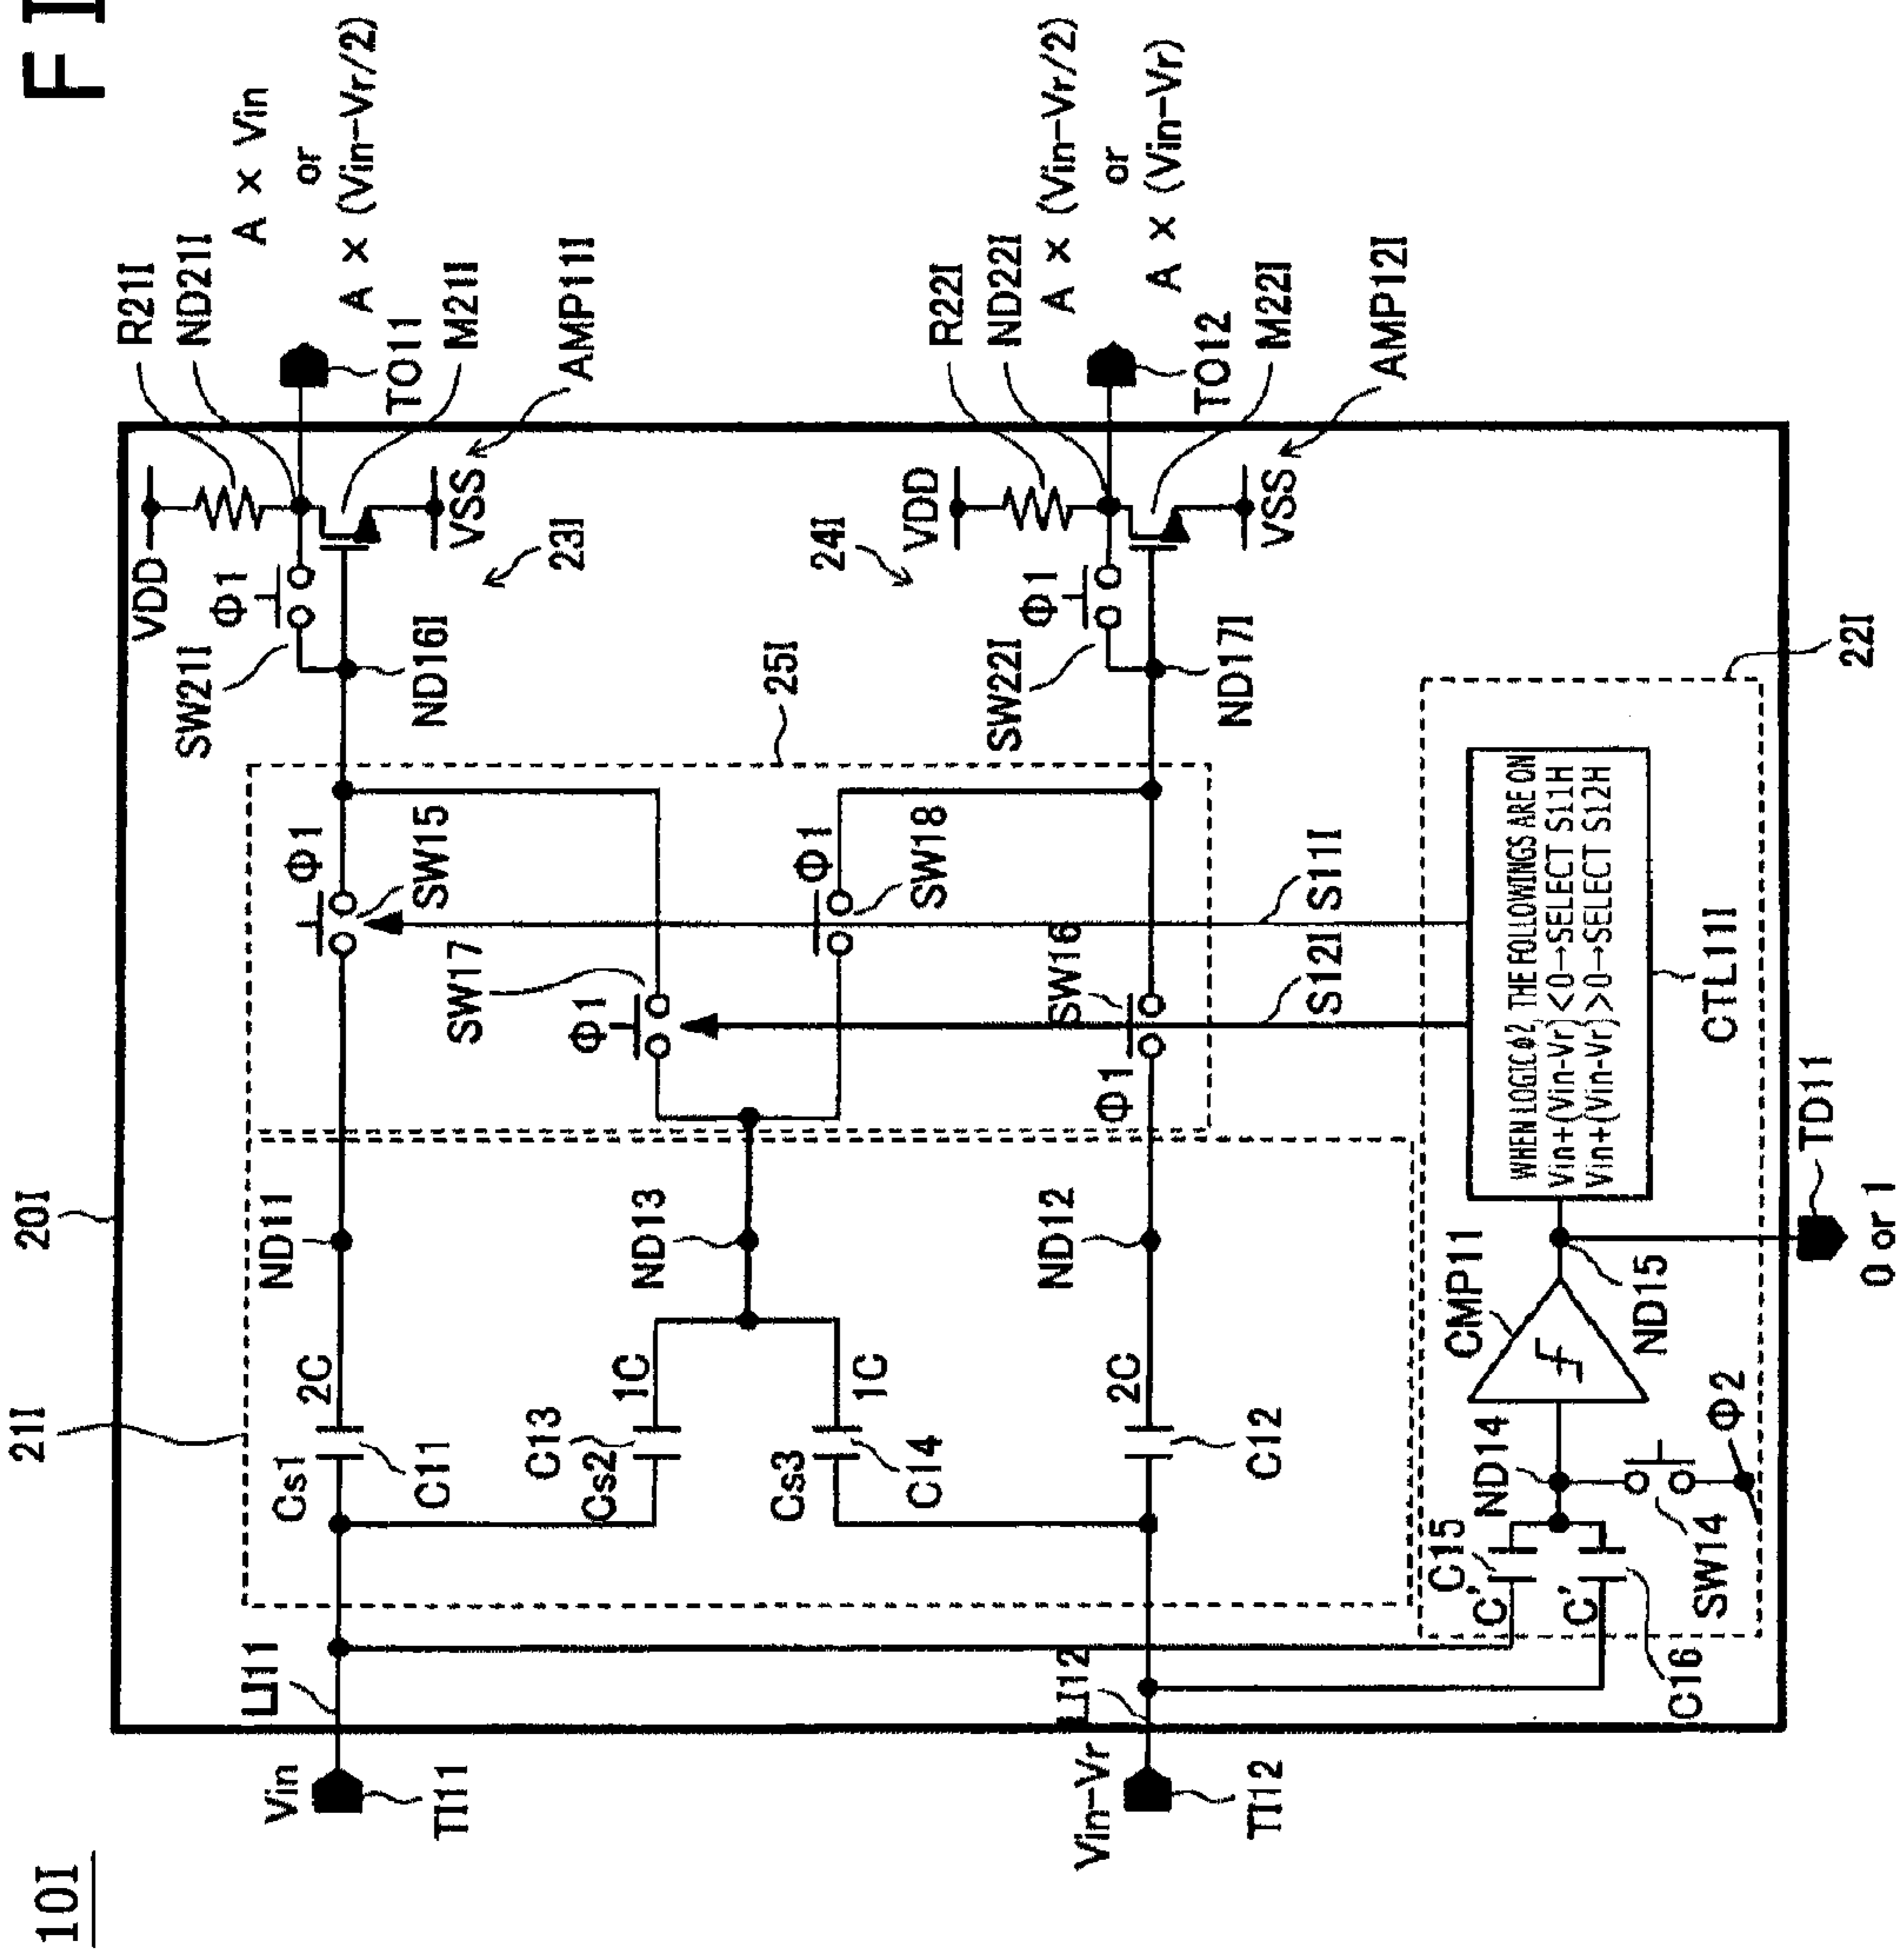 FI
10I
20I
21I
Vin
TI11
LI11
Vin-Vr
TI12
LI12
Cs1
2C
C11
C13
Cs2
1C
Cs3
1C
C14
2C
C12
ND11
ND13
ND12
Φ1
SW15
SW17
Φ1
Φ1
SW18
SW16
Φ1
25I
S11I
S12I
VDD
SW21I
Φ1
ND16I
VSS
23I
R21I
ND21I
TO11
M21I
AMP11I
A × Vin
or
A × (Vin-Vr/2)
24I
VDD
SW22I
Φ1
ND17I
VSS
R22I
ND22I
TO12
M22I
AMP12I
A × (Vin-Vr/2)
or
A × (Vin-Vr)
C15
C'
C'
C16
ND14
SW14
Φ2
CMP11
ND15
WHEN LOGICΦ2, THE FOLLOWINGS ARE ON
Vin+(Vin-Vr)<0→SELECT S11H
Vin+(Vin-Vr)>0→SELECT S12H
CTL11I
22I
TD11
0 or 1